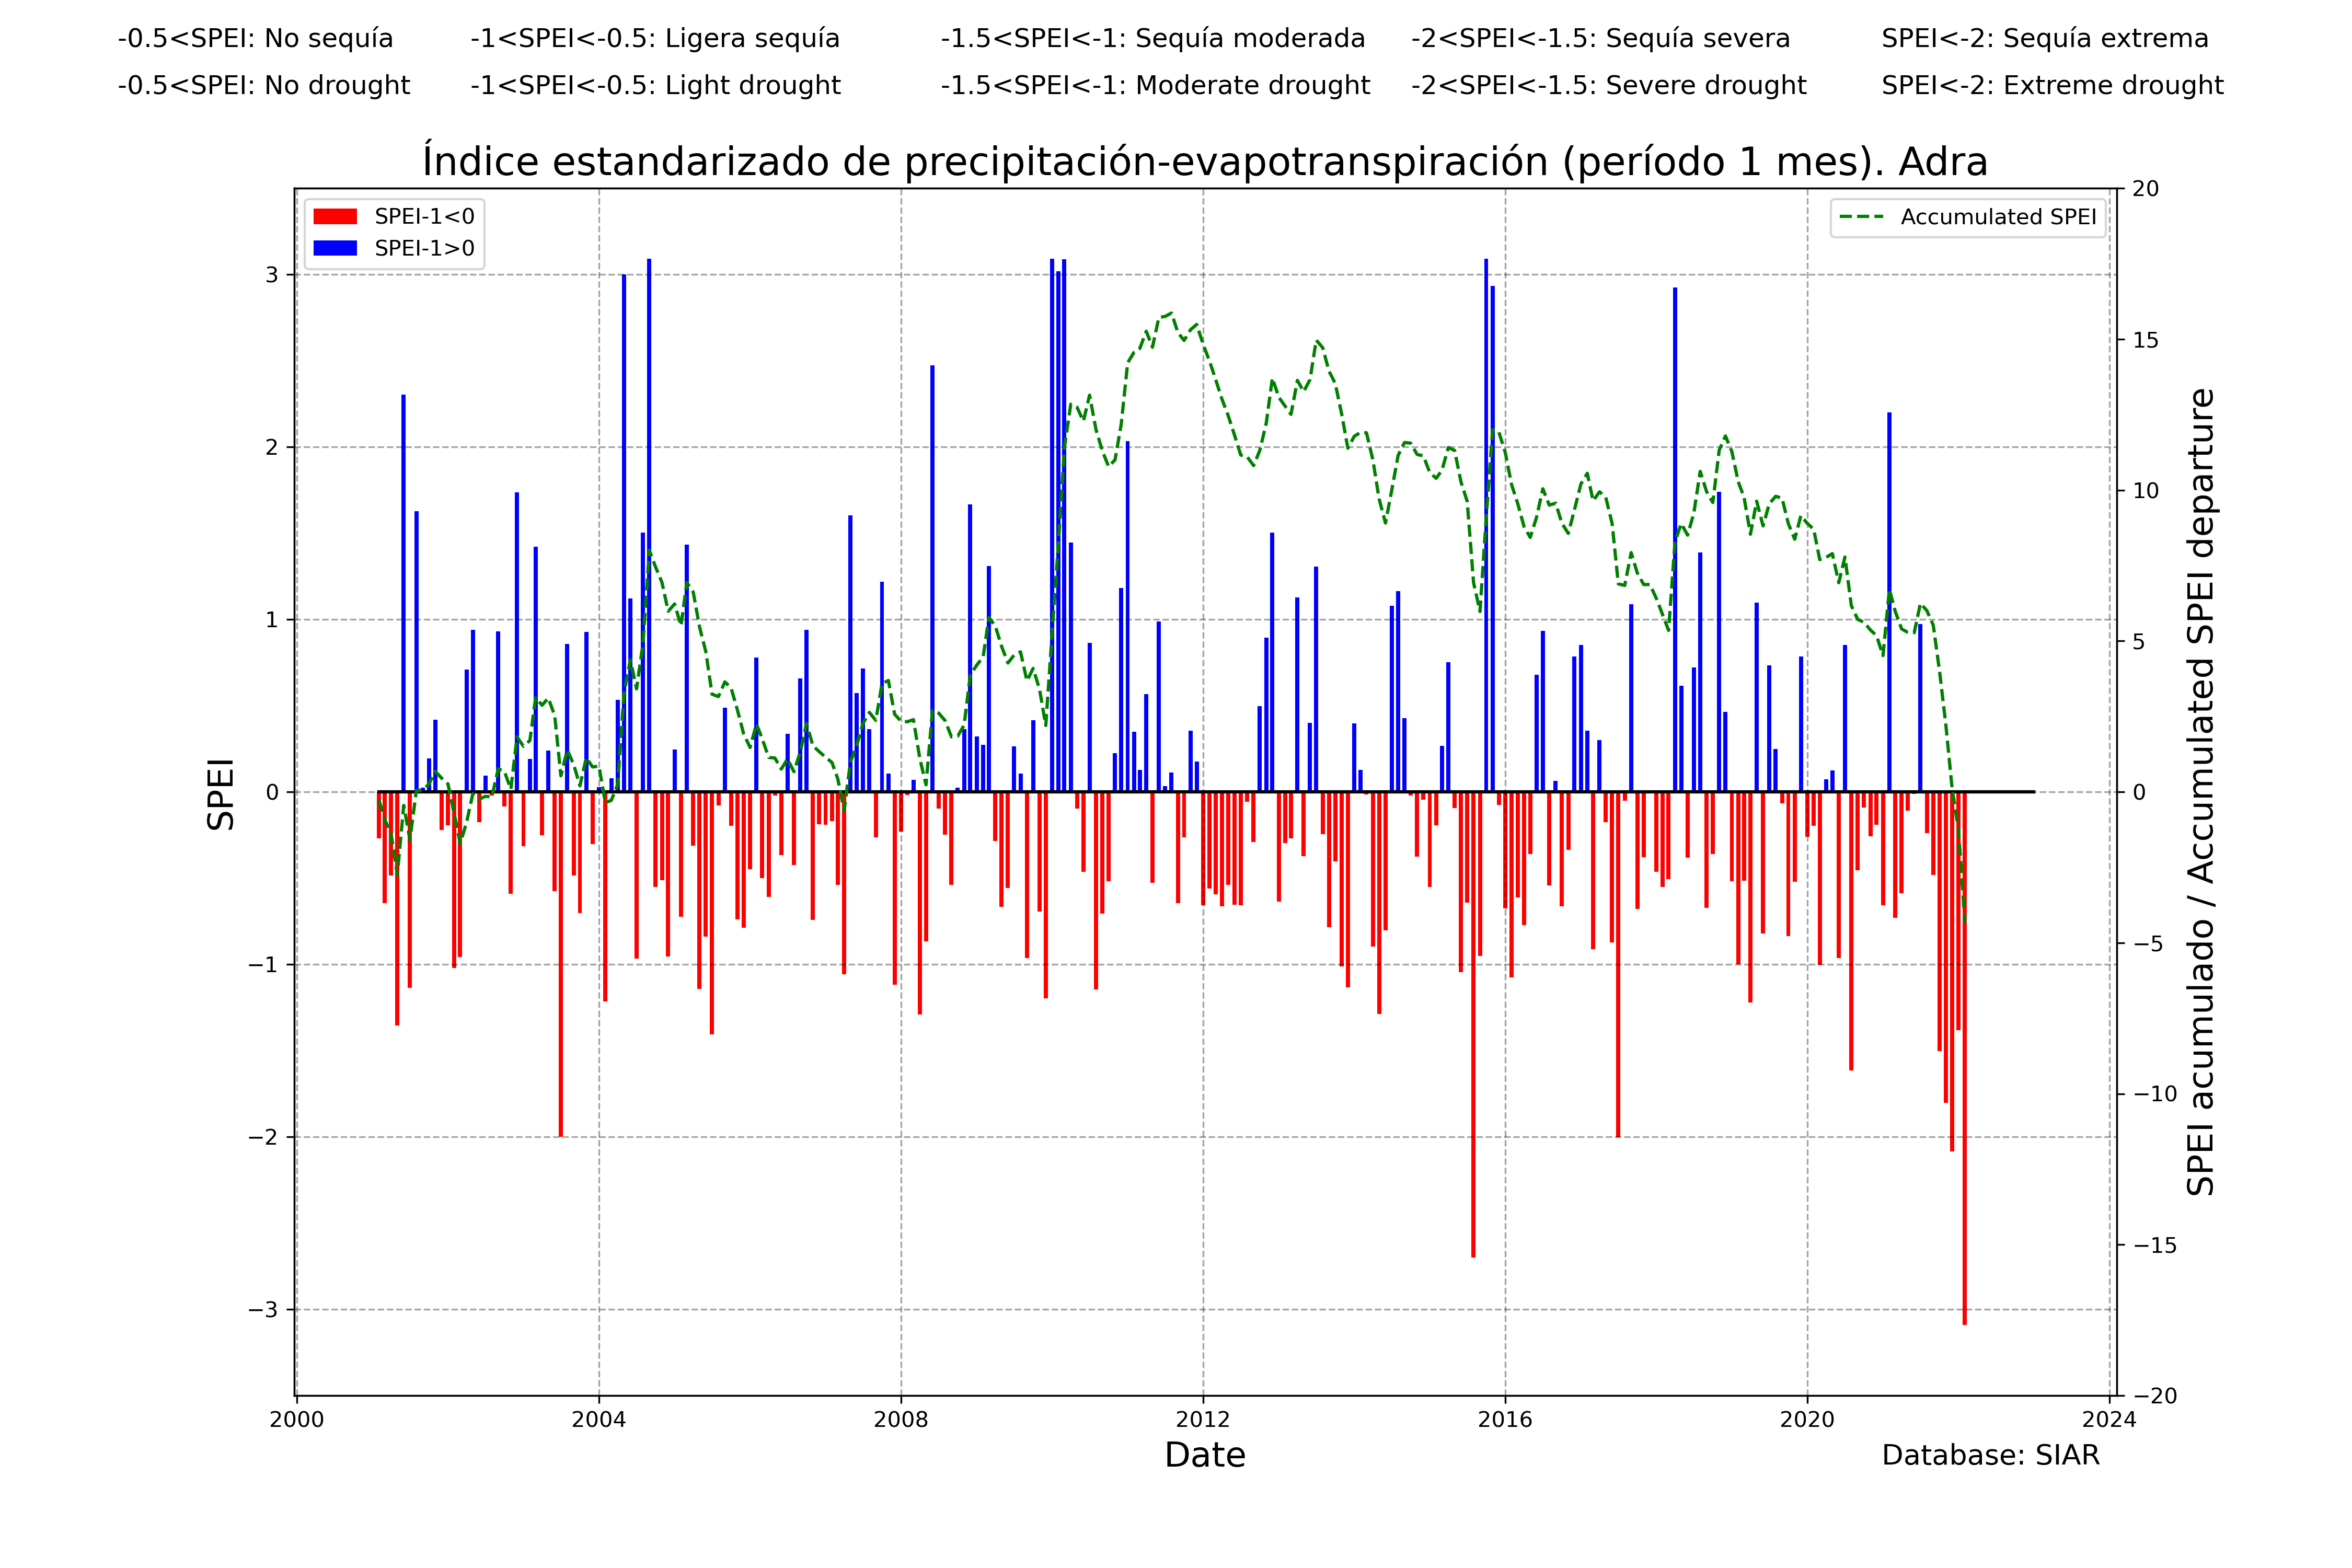 -0.5<SPEI: No sequía -1<SPEI<-0.5: Ligera sequía -1.5<SPEI<-1: Sequía moderada -2<SPEI<-1.5: Sequía severa SPEI<-2: Sequía extrema
-0.5<SPEI: No drought -1<SPEI<-0.5: Light drought -1.5<SPEI<-1: Moderate drought -2<SPEI<-1.5: Severe drought SPEI<-2: Extreme drought
Índice estandarizado de precipitación-evapotranspiración (período 1 mes). Adra
SPEI-1<0
SPEI-1>0
Accumulated SPEI
SPEI
3
2
1
0
−1
−2
−3
20
15
10
5
0
−5
−10
−15
−20
SPEI acumulado / Accumulated SPEI departure
2000 2004 2008 2012 2016 2020 2024
Date
Database: SIAR